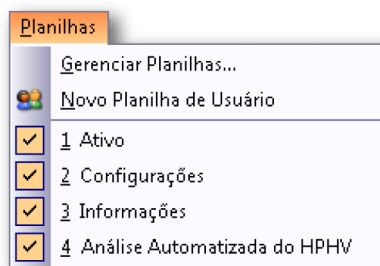 Planilhas
Gerenciar Planilhas...
Novo Planilha de Usuário
1 Ativo
2 Configurações
3 Informações
4 Análise Automatizada do HPHV